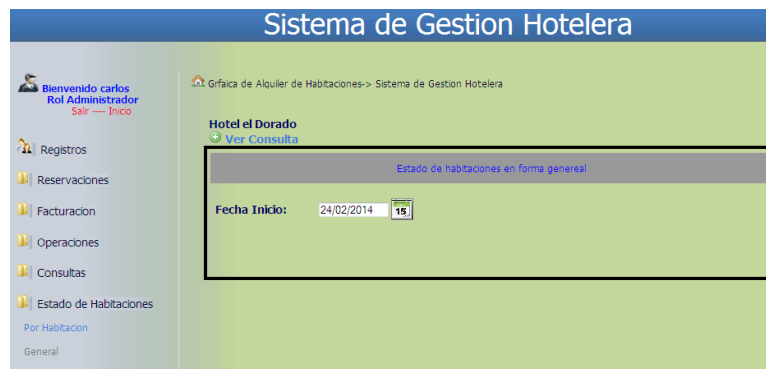 Sistema de Gestion Hotelera
Bienvenido carlos
Rol Administrador
Salir ---- Inicio
Registros
Reservaciones
Facturacion
Operaciones
Consultas
Estado de Habitaciones
Por Habitacion
General
Grfaica de Alquiler de Habitaciones-> Sistema de Gestion Hotelera
Hotel el Dorado
Ver Consulta
Estado de habitaciones en forma genereal
Fecha Inicio: 24/02/2014 15